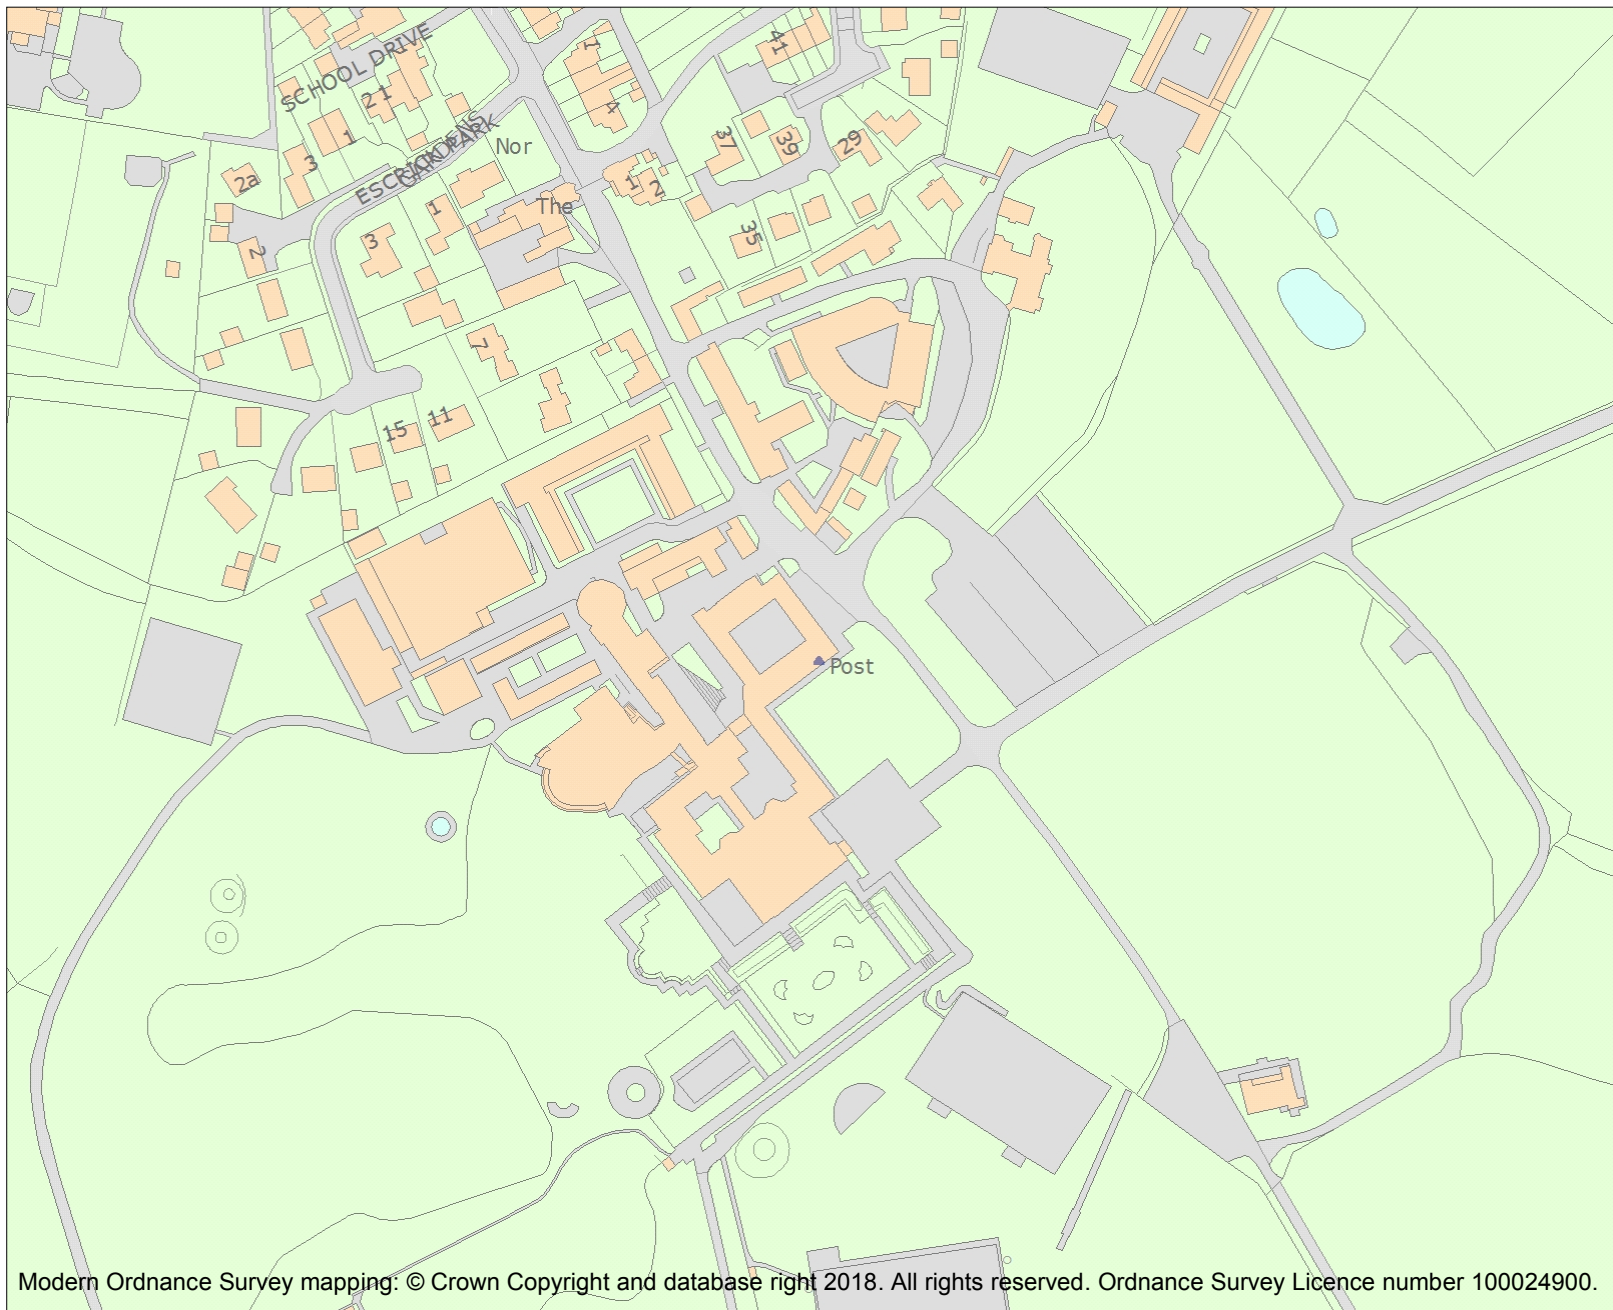 SCHOOL DRIVE
1
41
2 1
4
1
3
2a
ESCRICK PARK
GARDENS
Nor
37
39
29
1
2
The
1
3
2
35
7
15
11
Post
Modern Ordnance Survey mapping: © Crown Copyright and database right 2018. All rights reserved. Ordnance Survey Licence number 100024900.